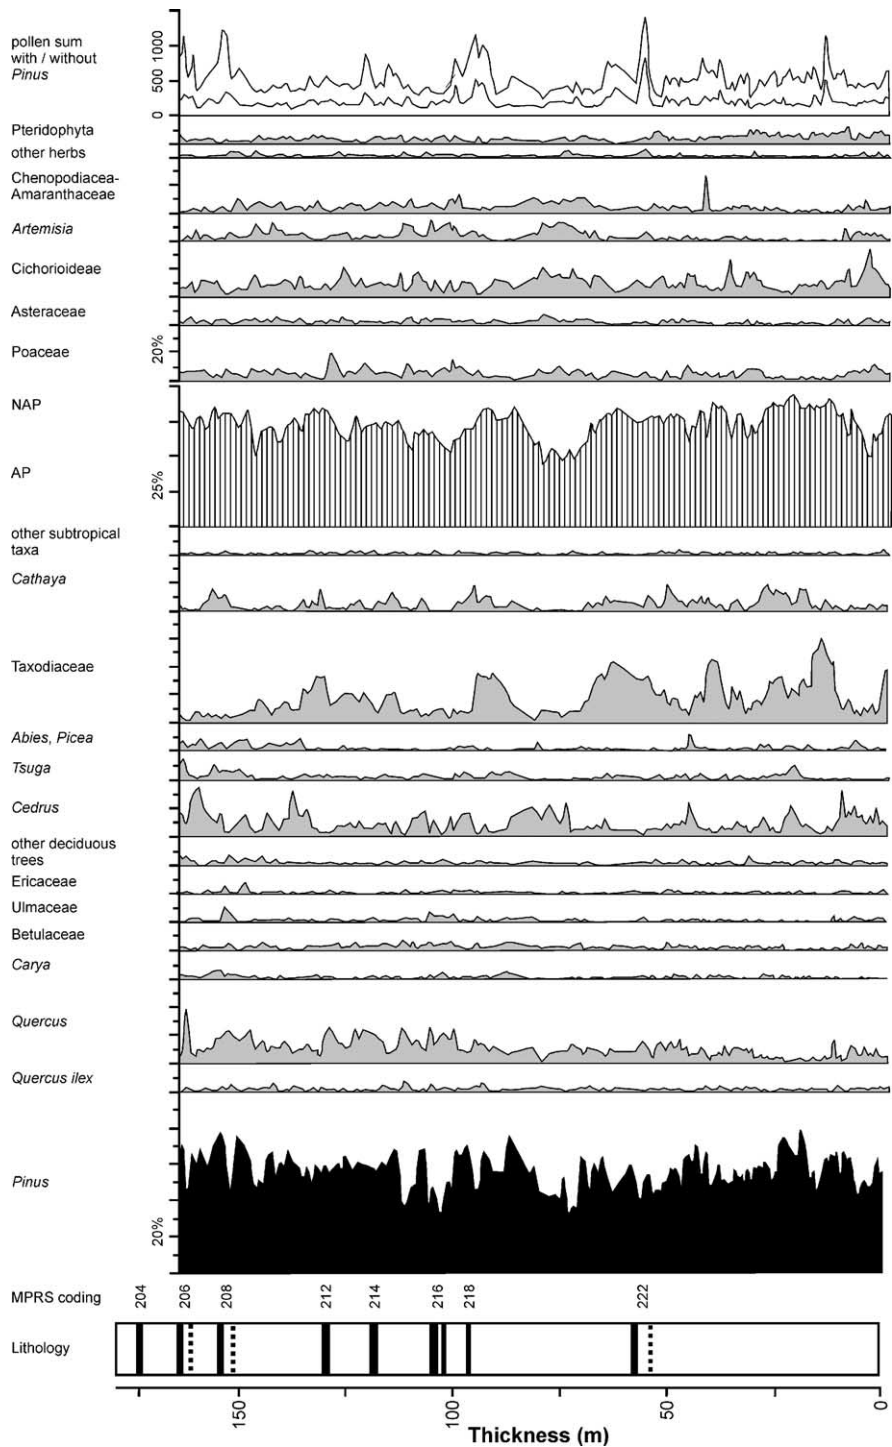 pollen sum
with / without
Pinus
0 500 1000
Pteridophyta
other herbs
Chenopodiacea-
Amaranthaceae
Artemisia
Cichorioideae
Asteraceae
Poaceae
20%
NAP
AP
25%
other subtropical
taxa
Cathaya
Taxodiaceae
Abies, Picea
Tsuga
Cedrus
other deciduous
trees
Ericaceae
Ulmaceae
Betulaceae
Carya
Quercus
Quercus ilex
Pinus
20%
MPRS coding
204 206 208 212 214 216 218 222
Lithology
150 100 50 0
Thickness (m)